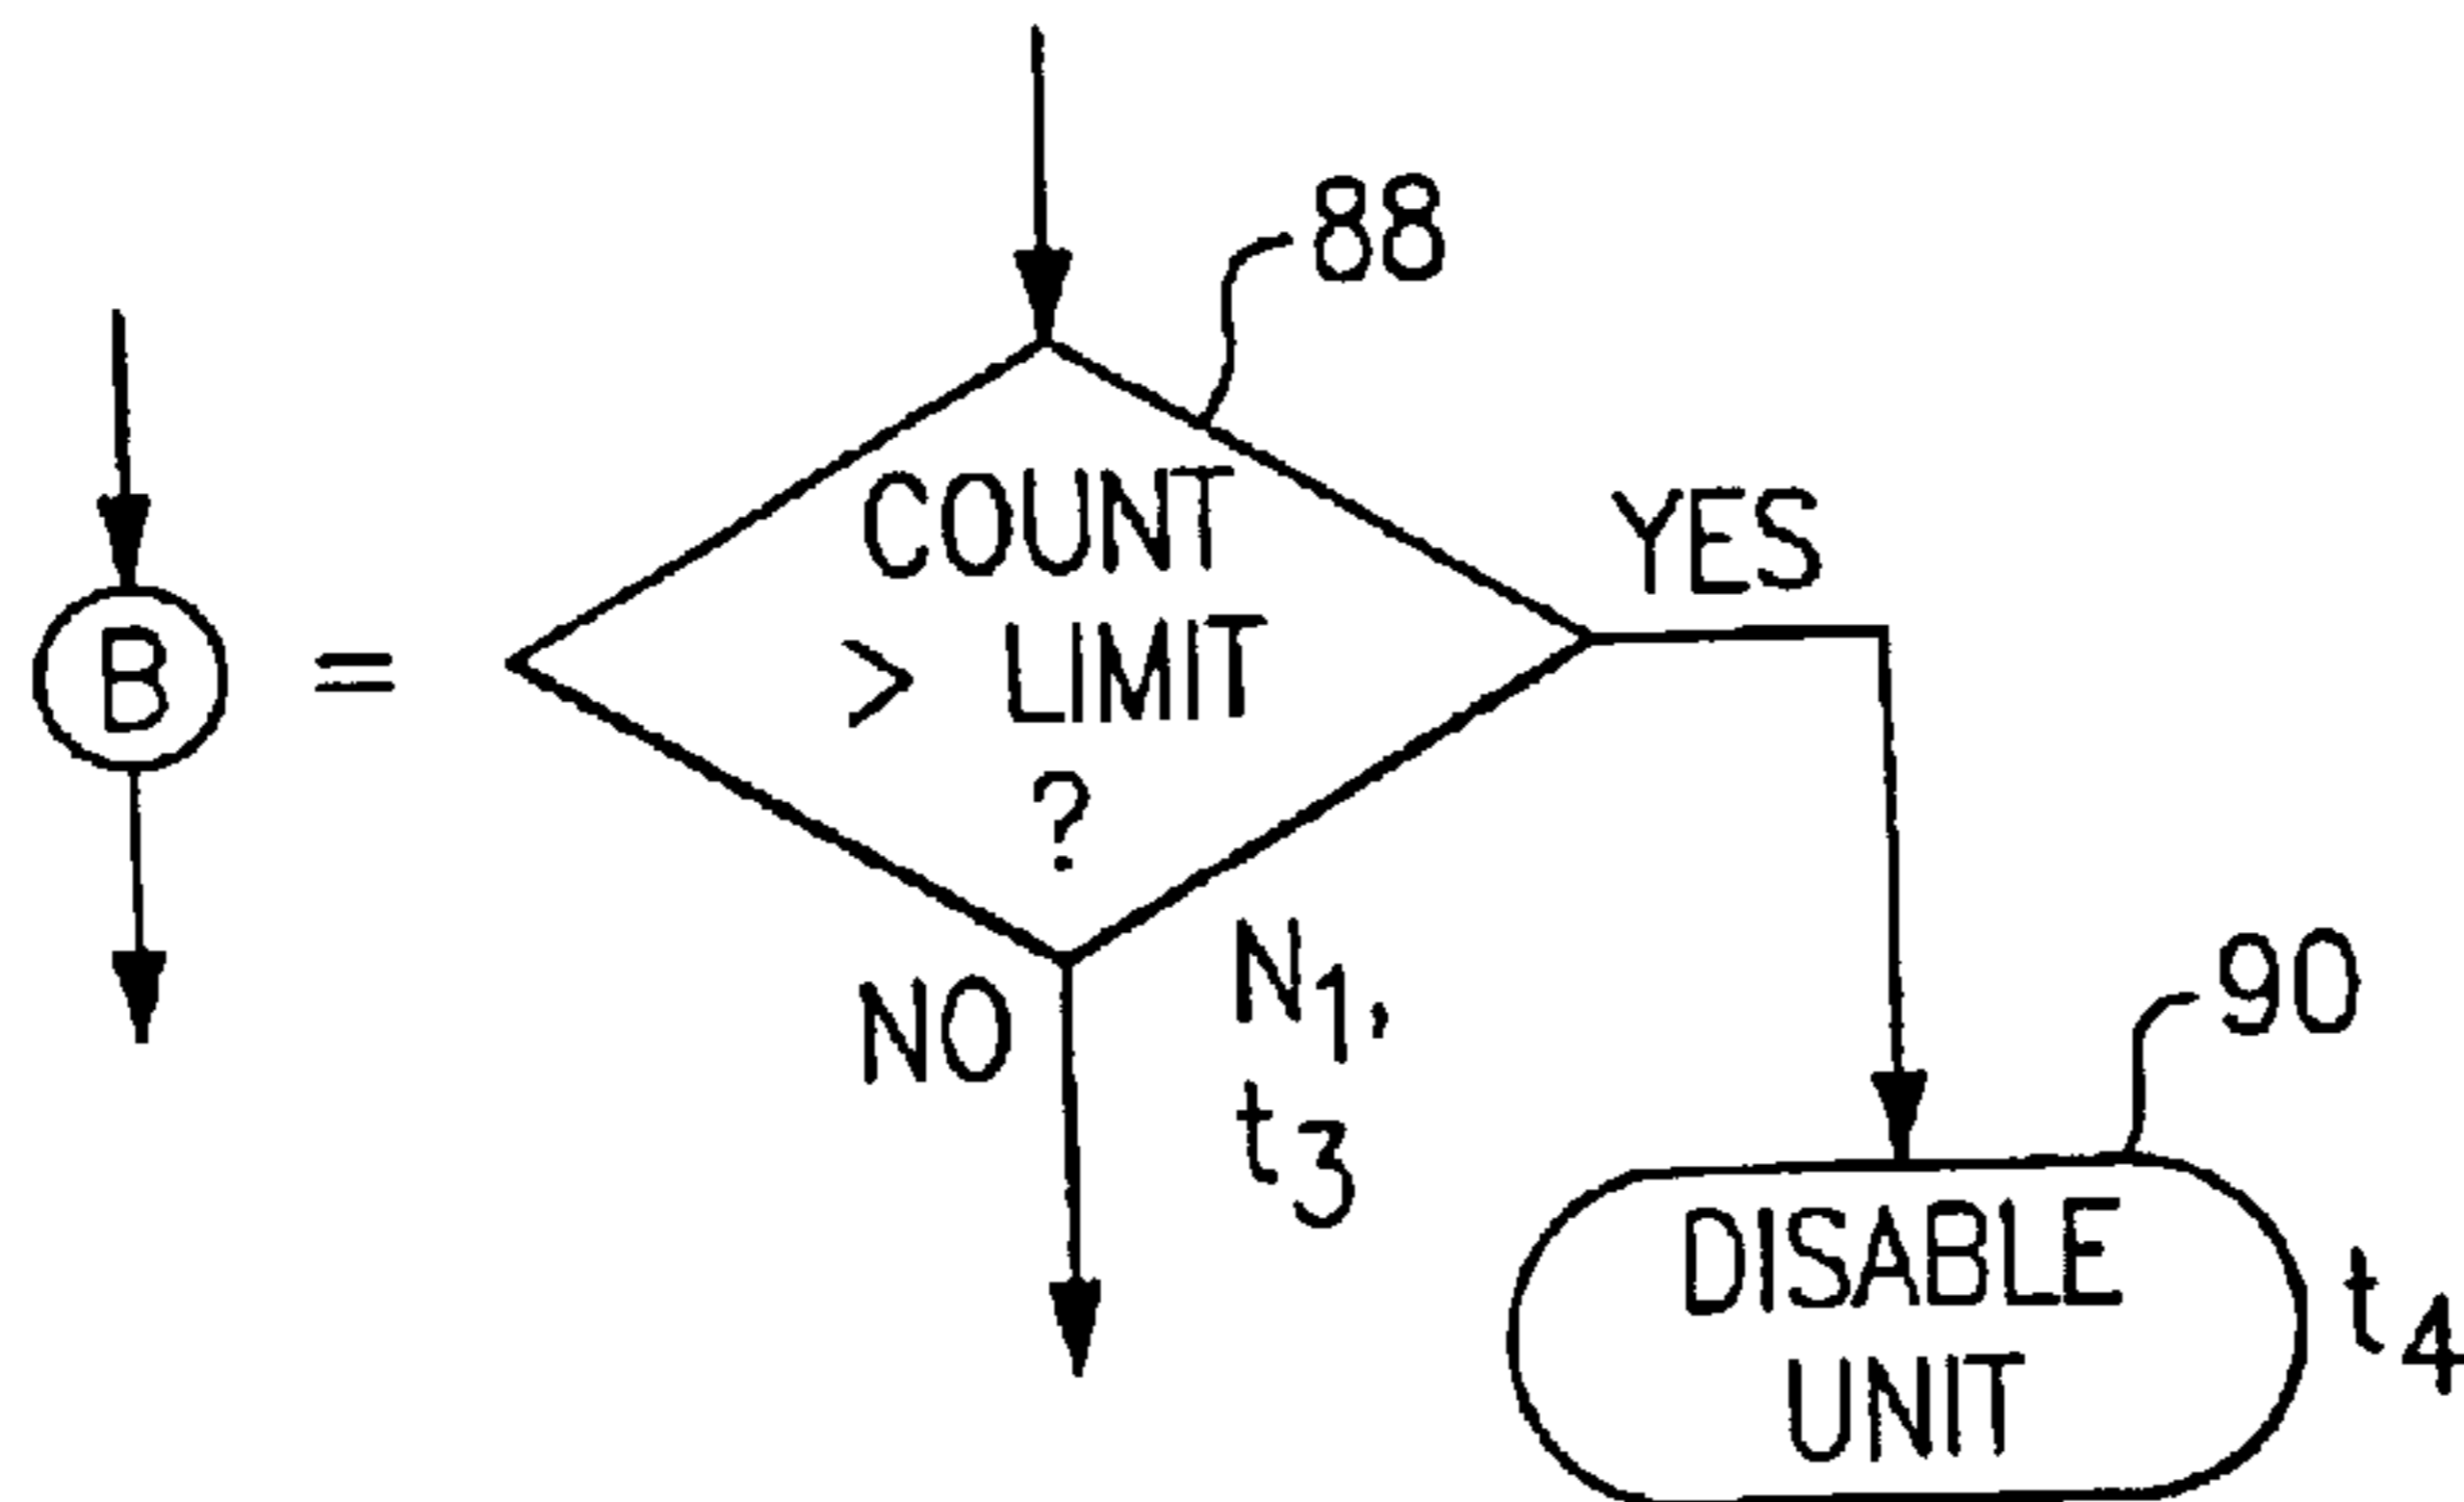 88
B
=
COUNT
> LIMIT
?
YES
NO
N1,
t3
90
DISABLE
UNIT
t4